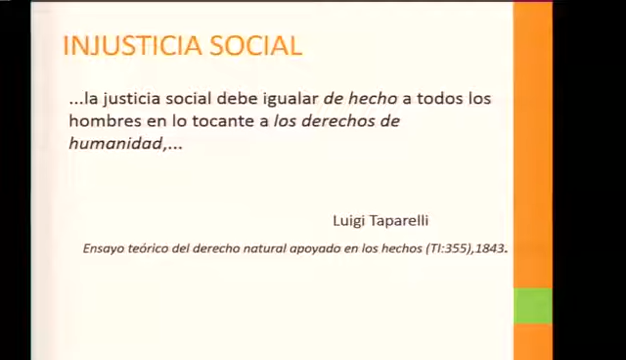 INJUSTICIA SOCIAL
...la justicia social debe igualar de hecho a todos los
hombres en lo tocante a los derechos de
humanidad,...
Luigi Taparelli
Ensayo teórico del derecho natural apoyado en los hechos (TI:355),1843.